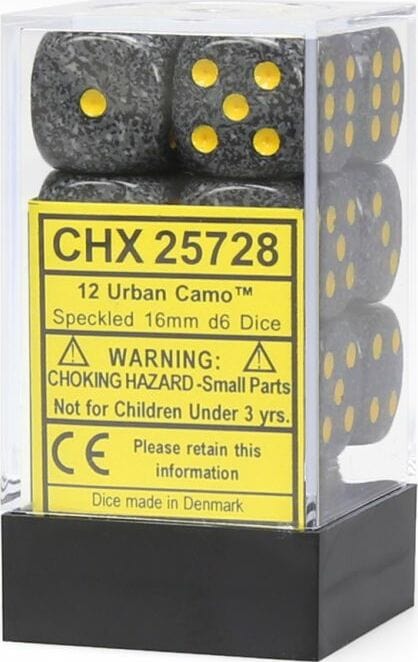 CHX 25728
12 Urban Camo™
Speckled 16mm d6 Dice
WARNING:
CHOKING HAZARD -Small Parts
Not for Children Under 3 yrs.
CE Please retain this
information
Dice made in Denmark